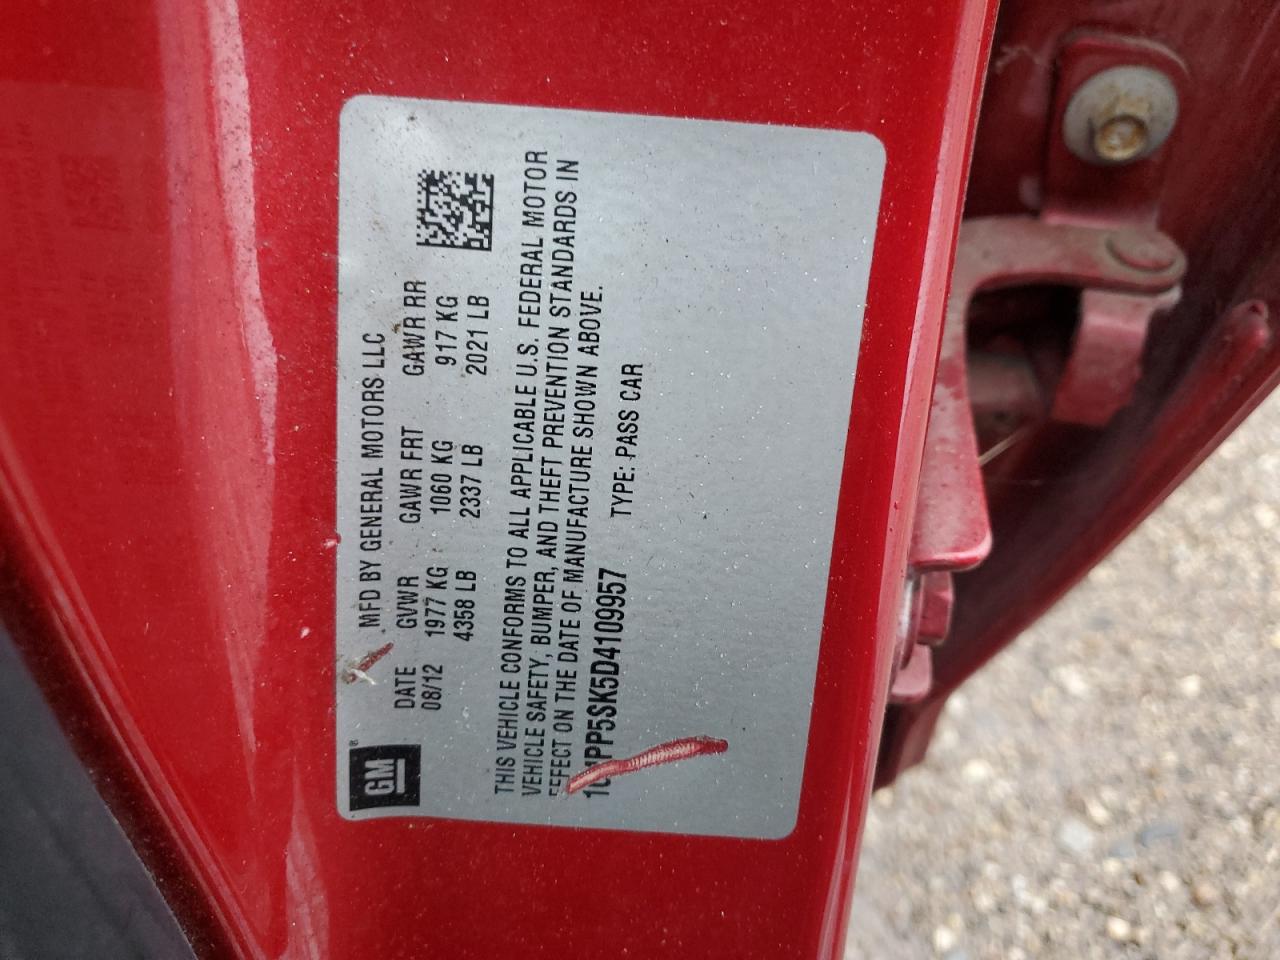 GM®
MFD BY GENERAL MOTORS LLC
DATE GVWR GAWR FRT GAWR RR
08/12 1977 KG 1060 KG 917 KG
4358 LB 2337 LB 2021 LB
THIS VEHICLE CONFORMS TO ALL APPLICABLE U.S. FEDERAL MOTOR
VEHICLE SAFETY, BUMPER, AND THEFT PREVENTION STANDARDS IN
EFFECT ON THE DATE OF MANUFACTURE SHOWN ABOVE.
1G4PP5SK5D4109957 TYPE: PASS CAR